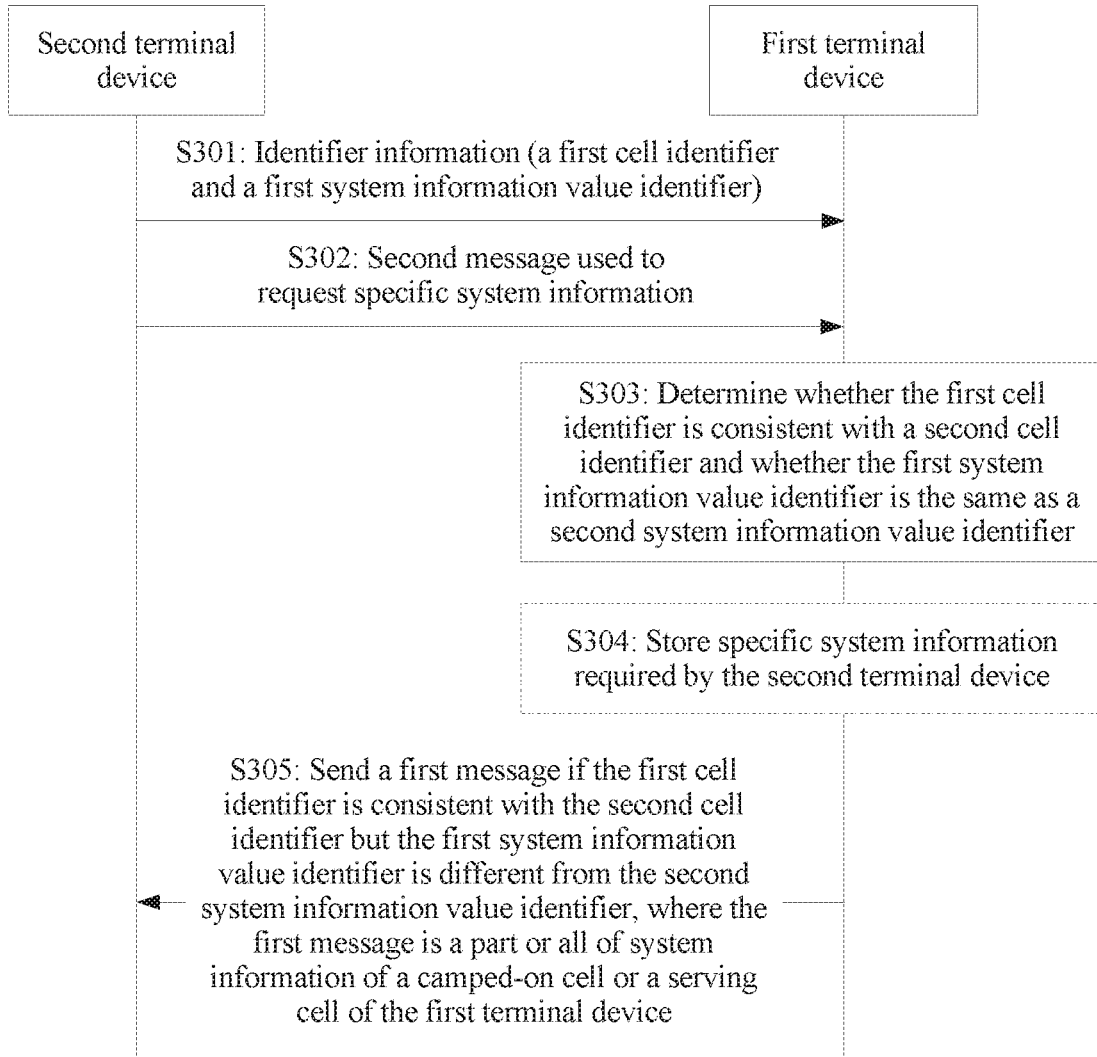 Second terminal
device
First terminal
device
S301: Identifier information (a first cell identifier
and a first system information value identifier)
S302: Second message used to
request specific system information
S303: Determine whether the first cell
identifier is consistent with a second cell
identifier and whether the first system
information value identifier is the same as a
second system information value identifier
S304: Store specific system information
required by the second terminal device
S305: Send a first message if the first cell
identifier is consistent with the second cell
identifier but the first system information
value identifier is different from the second
system information value identifier, where the
first message is a part or all of system
information of a camped-on cell or a serving
cell of the first terminal device